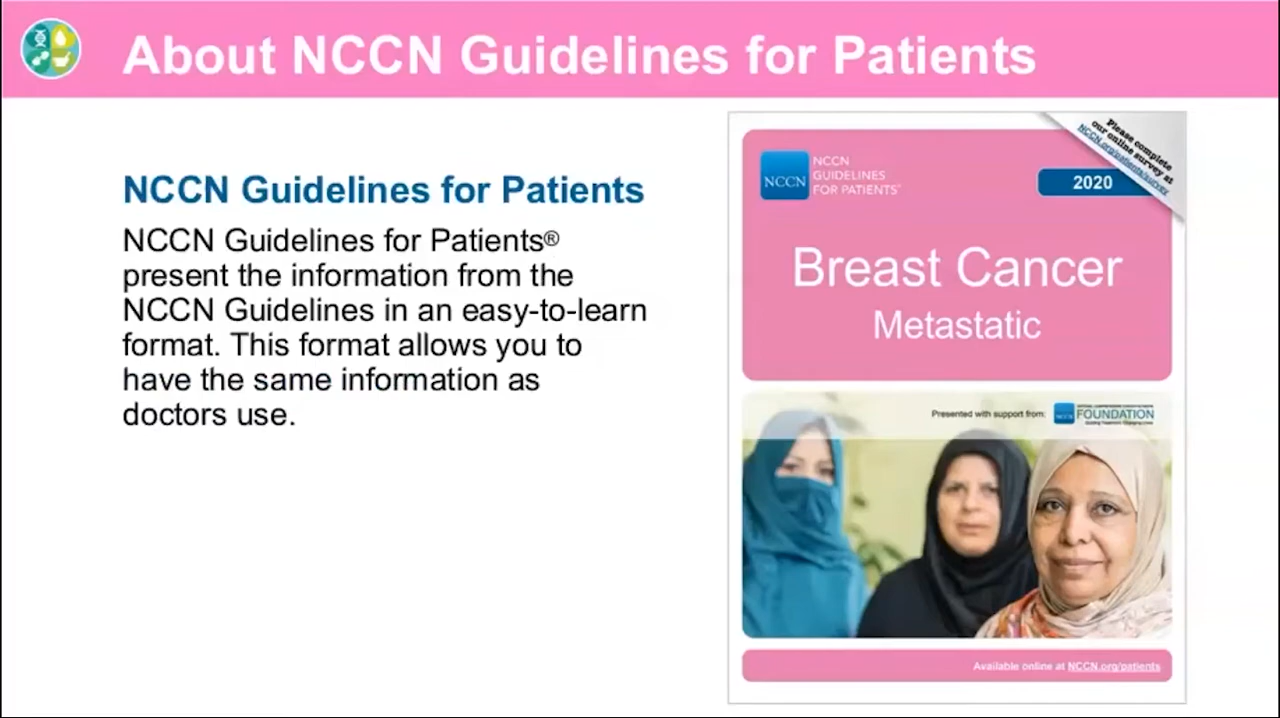 About NCCN Guidelines for Patients
NCCN Guidelines for Patients
NCCN Guidelines for Patients®
present the information from the
NCCN Guidelines in an easy-to-learn
format. This format allows you to
have the same information as
doctors use.
Please complete
our online survey at
NCCN.org/patients/survey
NCCN
NCCN
GUIDELINES
FOR PATIENTS®
2020
Breast Cancer
Metastatic
Presented with support from:
NCCN
FOUNDATION
Available online at NCCN.org/patients